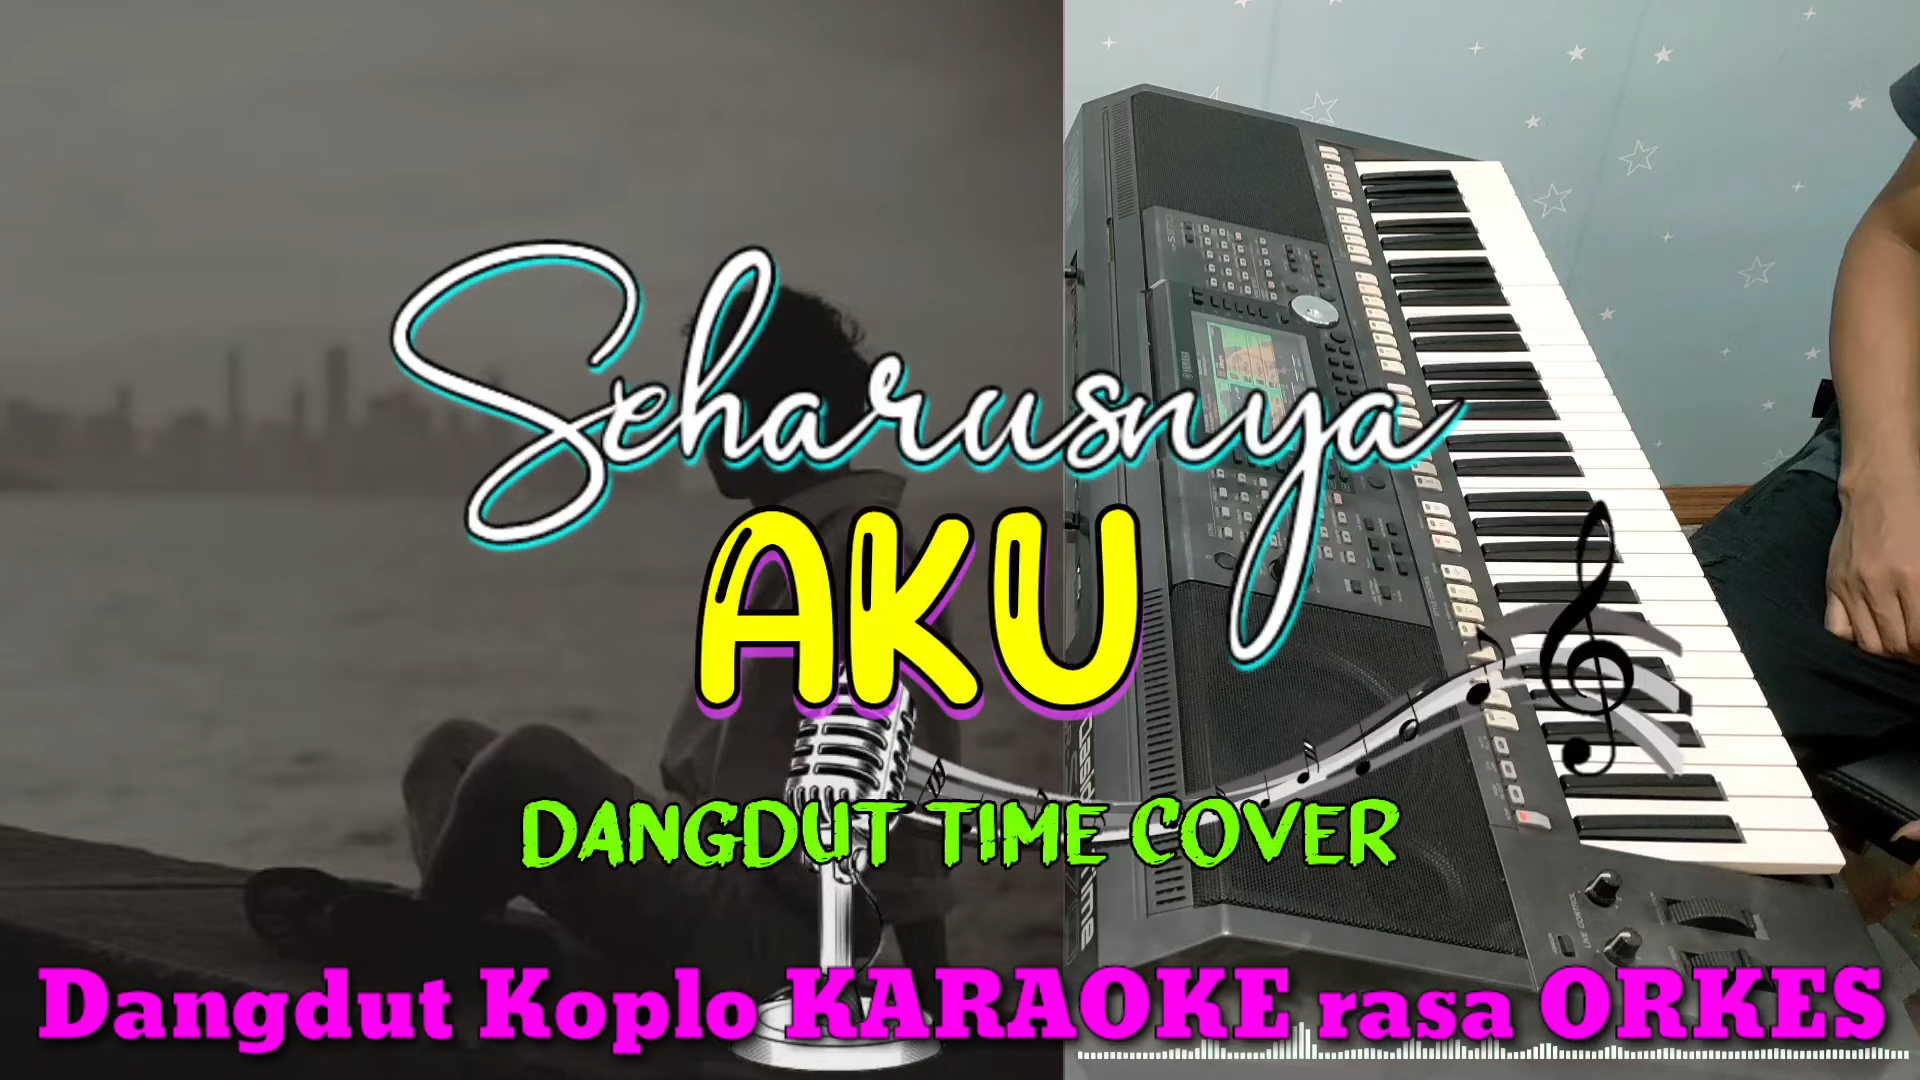 Seharusnya
AKU
DANGDUT TIME COVER
Dangdut Koplo KARAOKE rasa ORKES